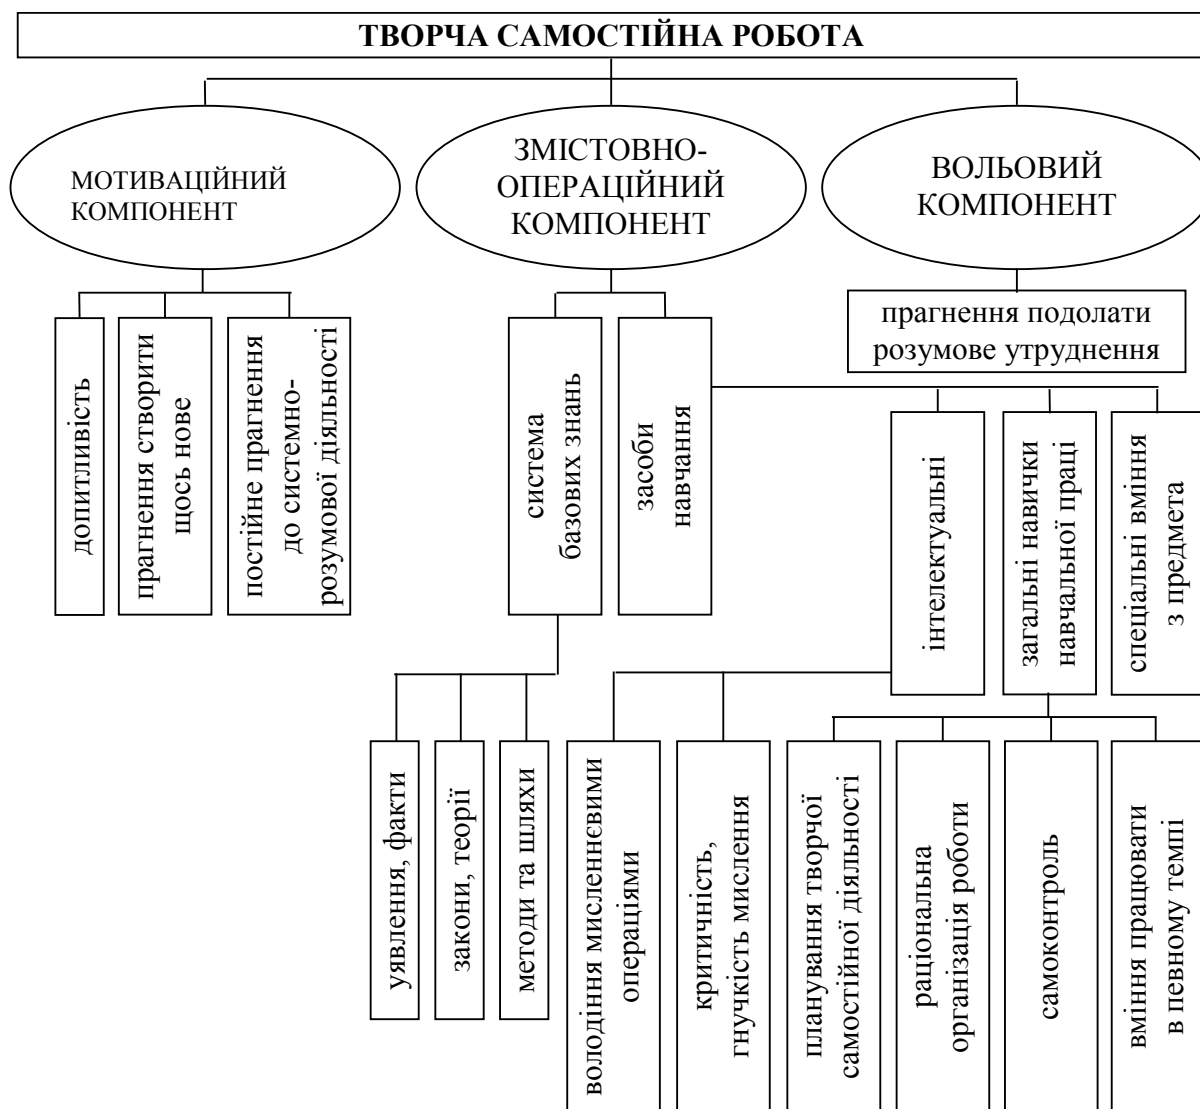 ТВОРЧА САМОСТІЙНА РОБОТА
МОТИВАЦІЙНИЙ
КОМПОНЕНТ
ЗМІСТОВНО-
ОПЕРАЦІЙНИЙ
КОМПОНЕНТ
ВОЛЬОВИЙ
КОМПОНЕНТ
допитливість
прагнення створити
щось нове
постійне прагнення
до системно-
розумової діяльності
система
базових знань
засоби
навчання
прагнення подолати
розумове утруднення
інтелектуальні
загальні навички
навчальної праці
спеціальні вміння
з предмета
уявлення, факти
закони, теорії
методи та шляхи
володіння мисленнєвими
операціями
критичність,
гнучкість мислення
планування творчої
самостійної діяльності
раціональна
організація роботи
самоконтроль
вміння працювати
в певному темпі